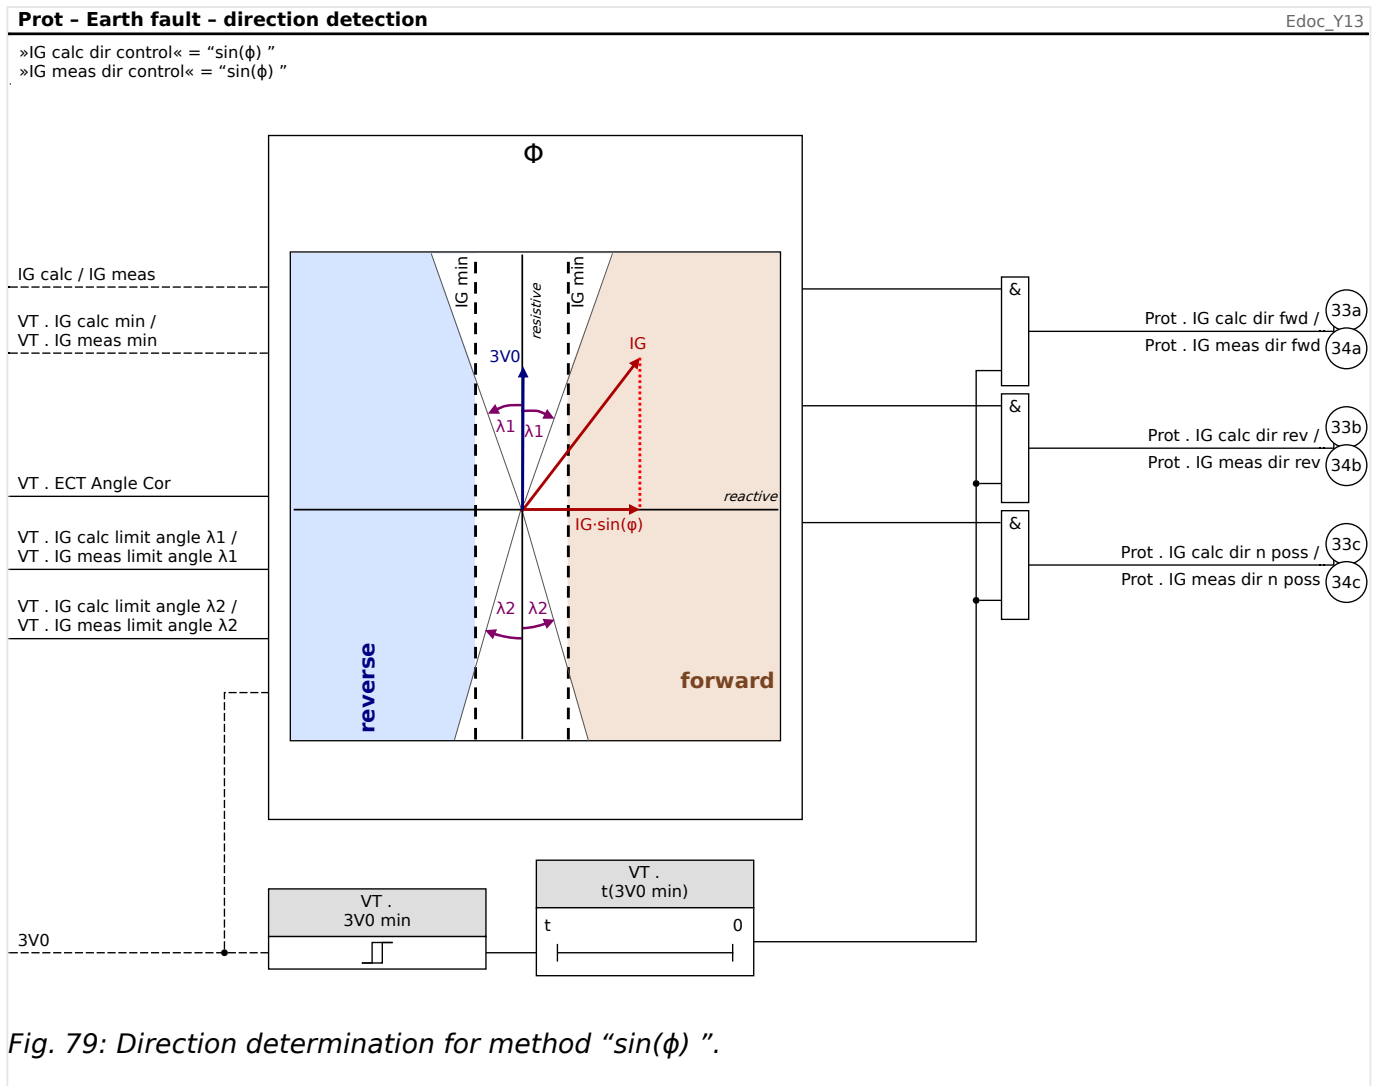 Prot – Earth fault – direction detection
Edoc_Y13
»IG calc dir control« = “sin(ϕ) ”
»IG meas dir control« = “sin(ϕ) ”
Φ
IG calc / IG meas
VT . IG calc min /
VT . IG meas min
VT . ECT Angle Cor
VT . IG calc limit angle λ1 /
VT . IG meas limit angle λ1
VT . IG calc limit angle λ2 /
VT . IG meas limit angle λ2
3V0
IG min
resistive
IG min
3V0
IG
λ1
λ1
reactive
IG·sin(φ)
λ2
λ2
reverse
forward
&
Prot . IG calc dir fwd /
33a
Prot . IG meas dir fwd
34a
&
Prot . IG calc dir rev /
33b
Prot . IG meas dir rev
34b
&
Prot . IG calc dir n poss /
33c
Prot . IG meas dir n poss
34c
VT .
3V0 min
VT .
t(3V0 min)
t
0
Fig. 79: Direction determination for method “sin(ϕ) ”.